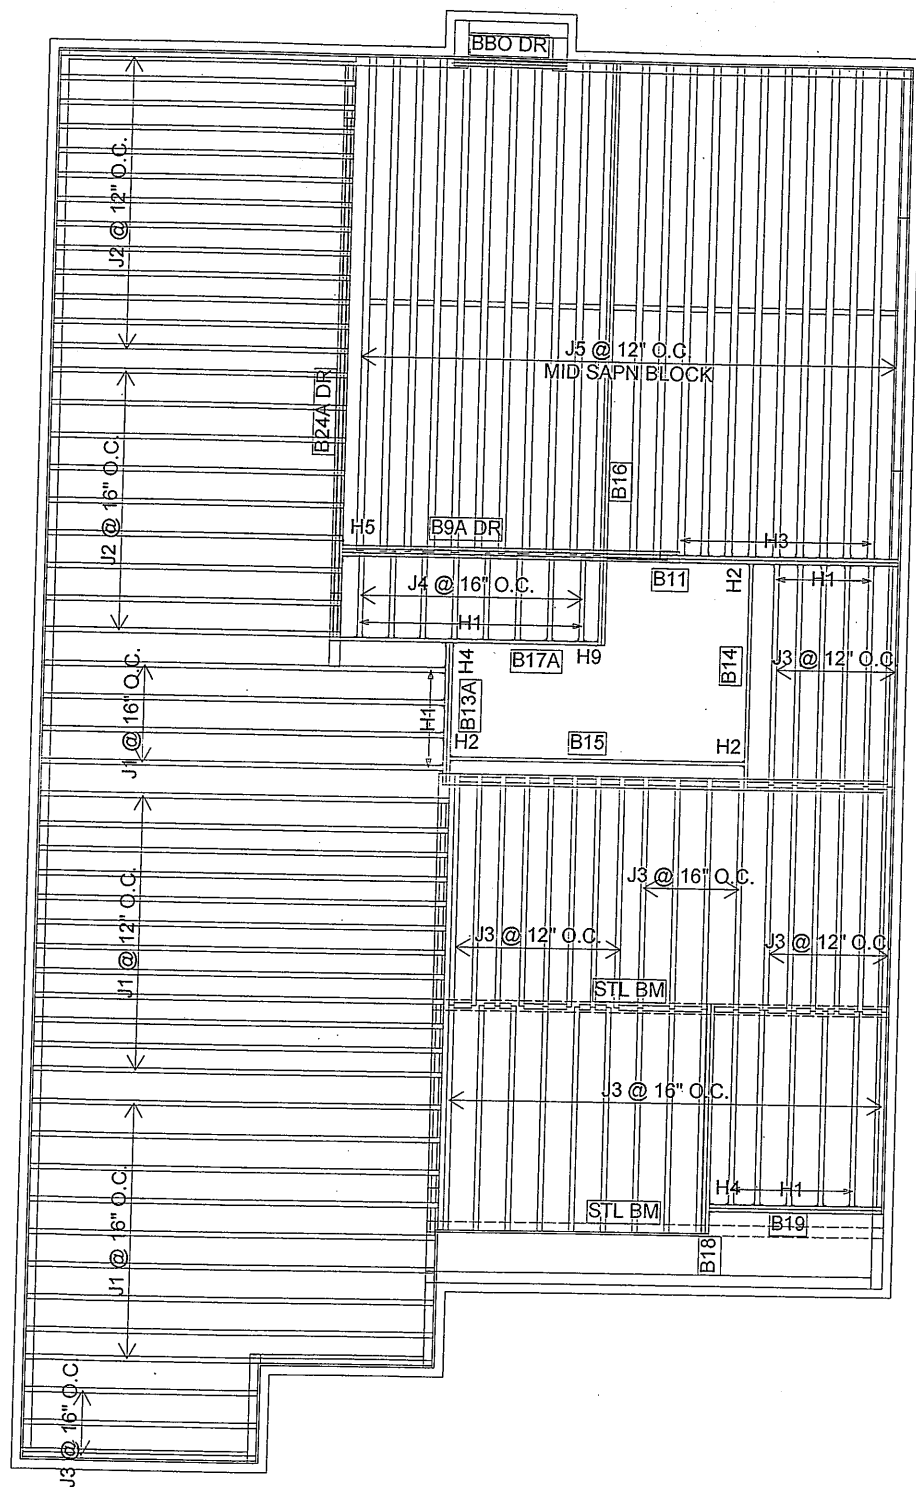 BBO DR
J2 @ 12" O.C.
J5 @ 12" O.C.
MID SAPN BLOCK
B24A DR
J2 @ 16" O.C.
B16
H5
B9A DR
H3
J4 @ 16" O.C.
B11
H2
H1
H1
J3 @ 12" O.C.
H4
B17A
H9
B14
J1 @ 16" O.C.
H1
B13A
H2
B15
H2
J1 @ 12" O.C.
J3 @ 16" O.C.
J3 @ 12" O.C.
J3 @ 12" O.C.
STL BM
J3 @ 16" O.C.
J1 @ 16" O.C.
H4
H1
STL BM
B19
B18
J3 @ 16" O.C.